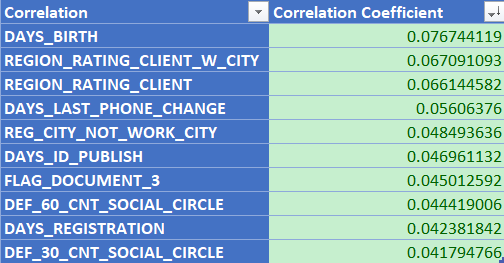 Correlation Correlation Coefficient
DAYS_BIRTH 0.076744119
REGION_RATING_CLIENT_W_CITY 0.067091093
REGION_RATING_CLIENT 0.066144582
DAYS_LAST_PHONE_CHANGE 0.05606376
REG_CITY_NOT_WORK_CITY 0.048493636
DAYS_ID_PUBLISH 0.046961132
FLAG_DOCUMENT_3 0.045012592
DEF_60_CNT_SOCIAL_CIRCLE 0.044419006
DAYS_REGISTRATION 0.042381842
DEF_30_CNT_SOCIAL_CIRCLE 0.041794766